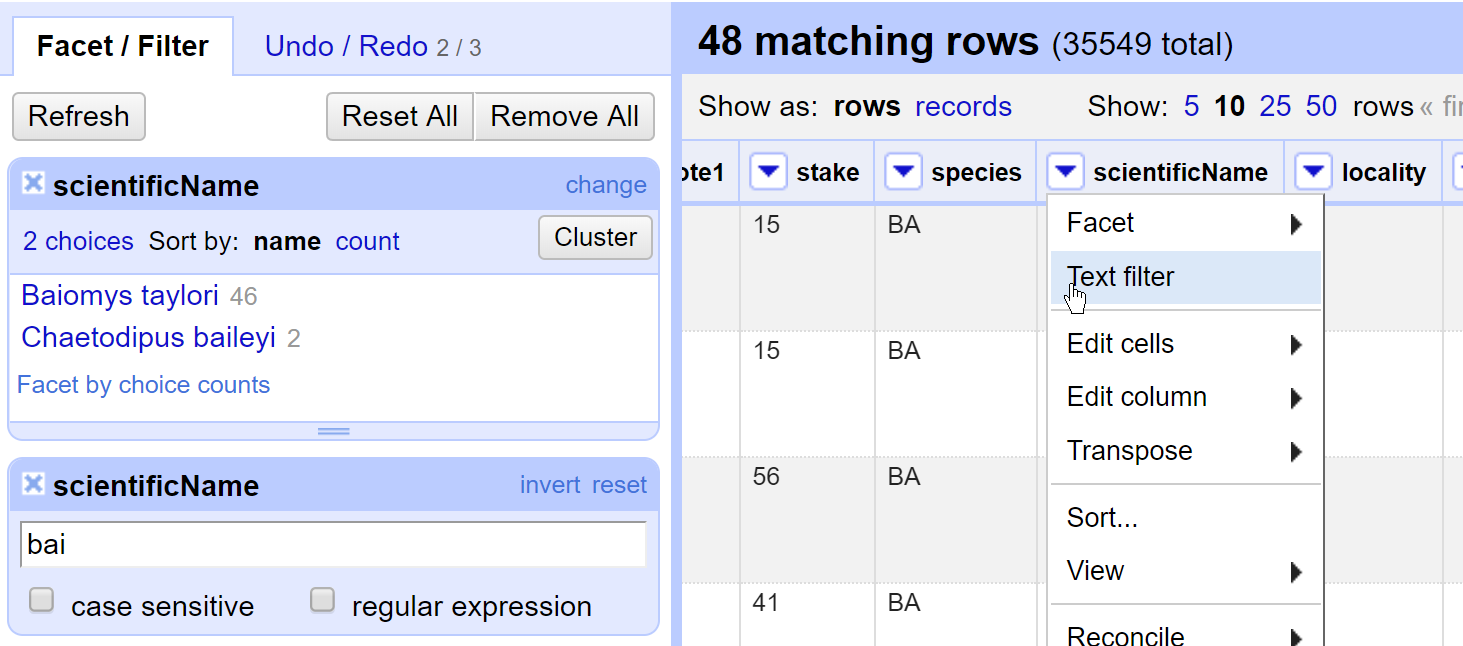 Facet / Filter
Undo / Redo 2 / 3
Refresh
Reset All
Remove All
scientificName
change
2 choices Sort by: name count
Cluster
Baiomys taylori 46
Chaetodipus baileyi 2
Facet by choice counts
scientificName
invert reset
bai
case sensitive
regular expression
48 matching rows (35549 total)
Show as: rows records
Show: 5 10 25 50 rows «
stake
species
scientificName
locality
15 BA
15 BA
56 BA
41 BA
Facet
Text filter
Edit cells
Edit column
Transpose
Sort...
View
Reconcile